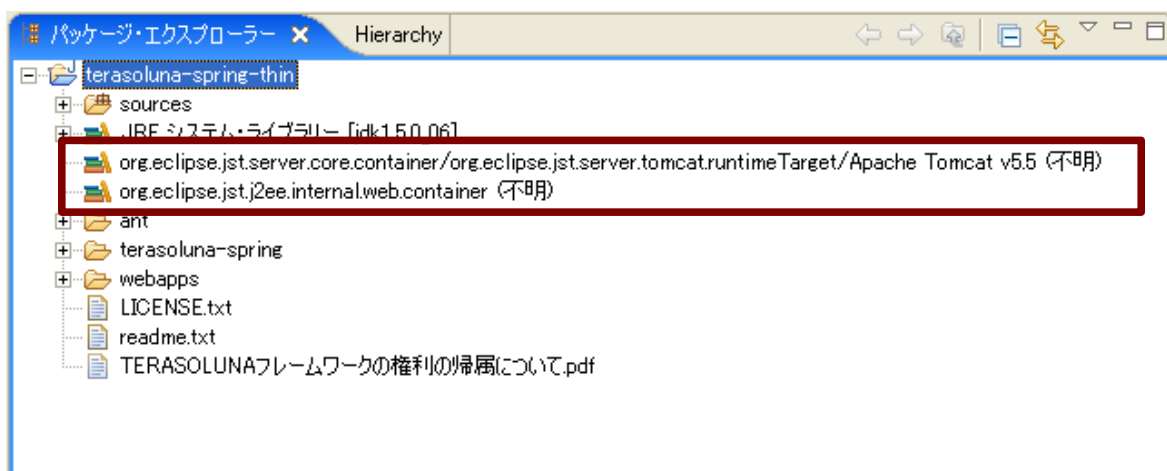 パッケージ・エクスプローラー Hierarchy
terasoluna-spring-thin
sources
JRE システム・ライブラリー [jdk1.5.0_06]
org.eclipse.jst.server.core.container/org.eclipse.jst.server.tomcat.runtimeTarget/Apache Tomcat v5.5 (不明)
org.eclipse.jst.j2ee.internal.web.container (不明)
ant
terasoluna-spring
webapps
LICENSE.txt
readme.txt
TERASOLUNAフレームワークの権利の帰属について.pdf